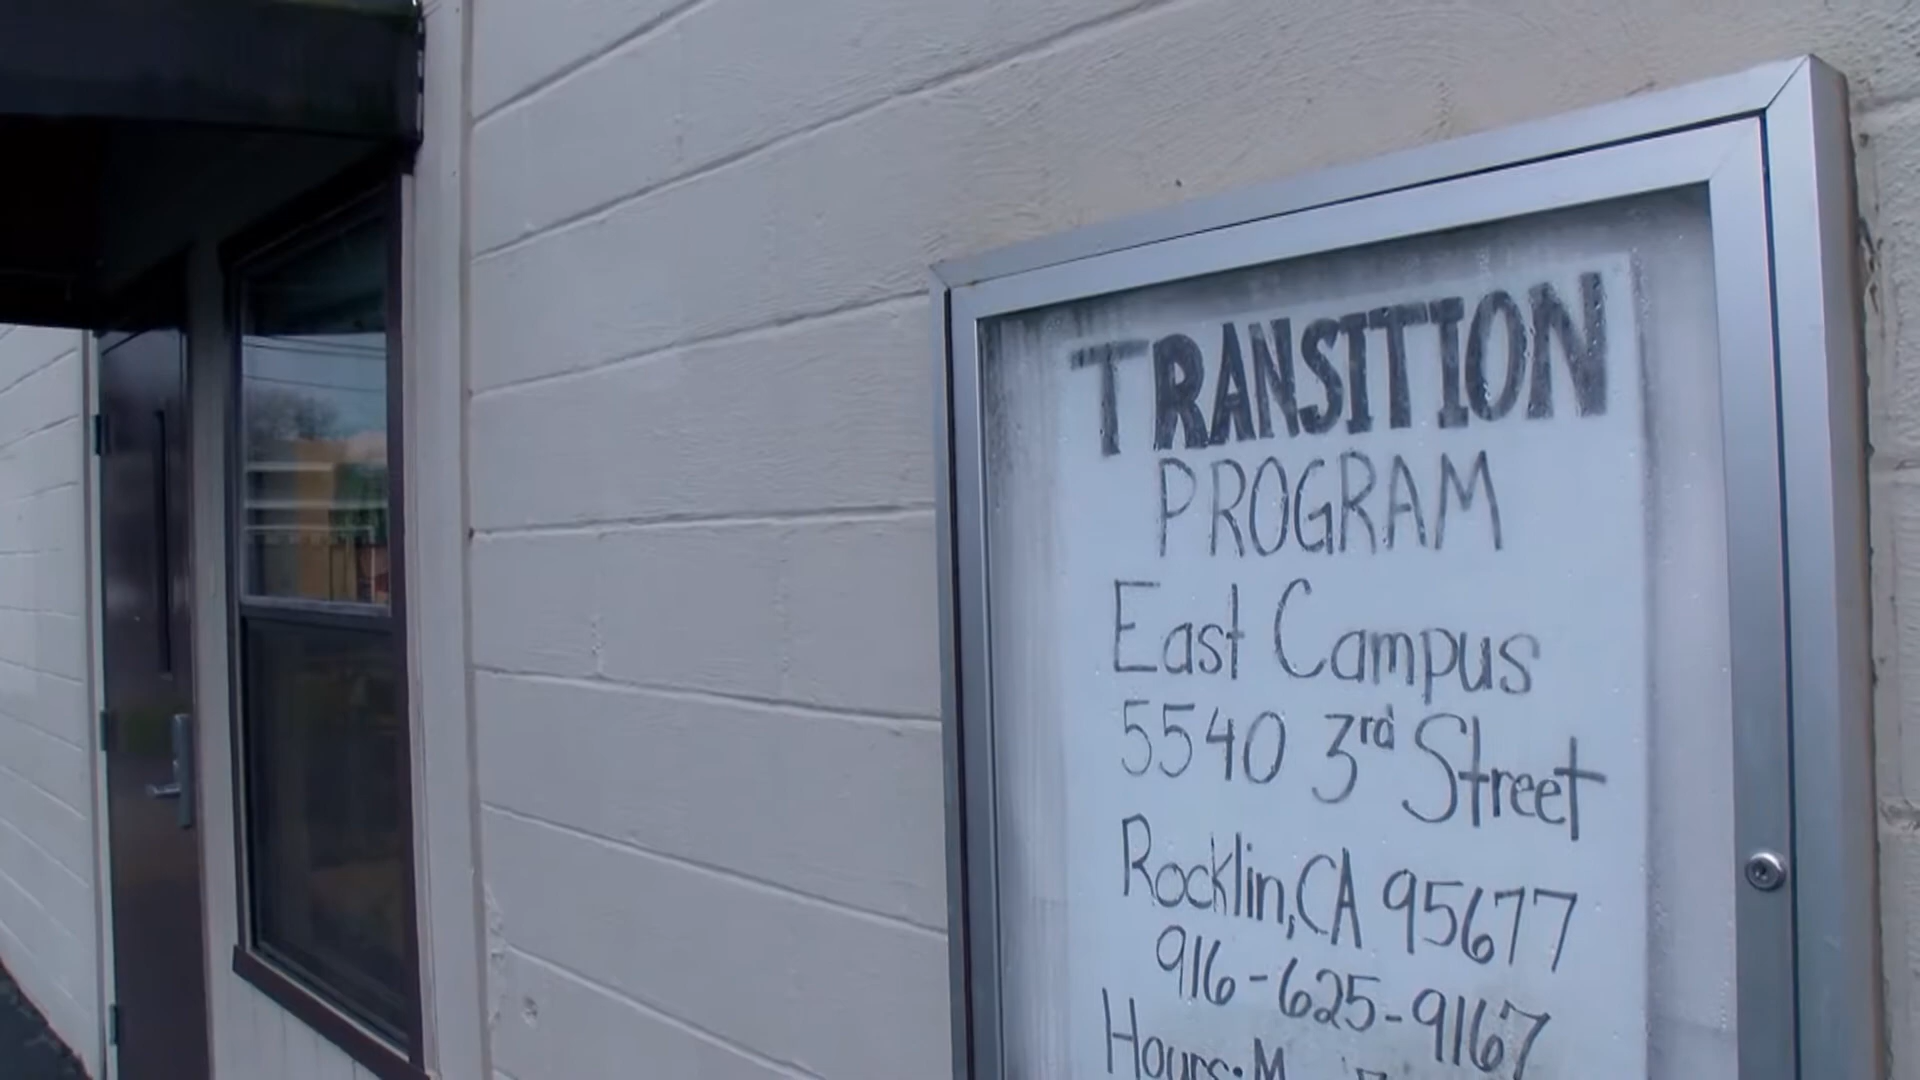 TRANSITION
PROGRAM
East Campus
5540 3rd Street
Rocklin, CA 95677
916-625-9167
Hours: